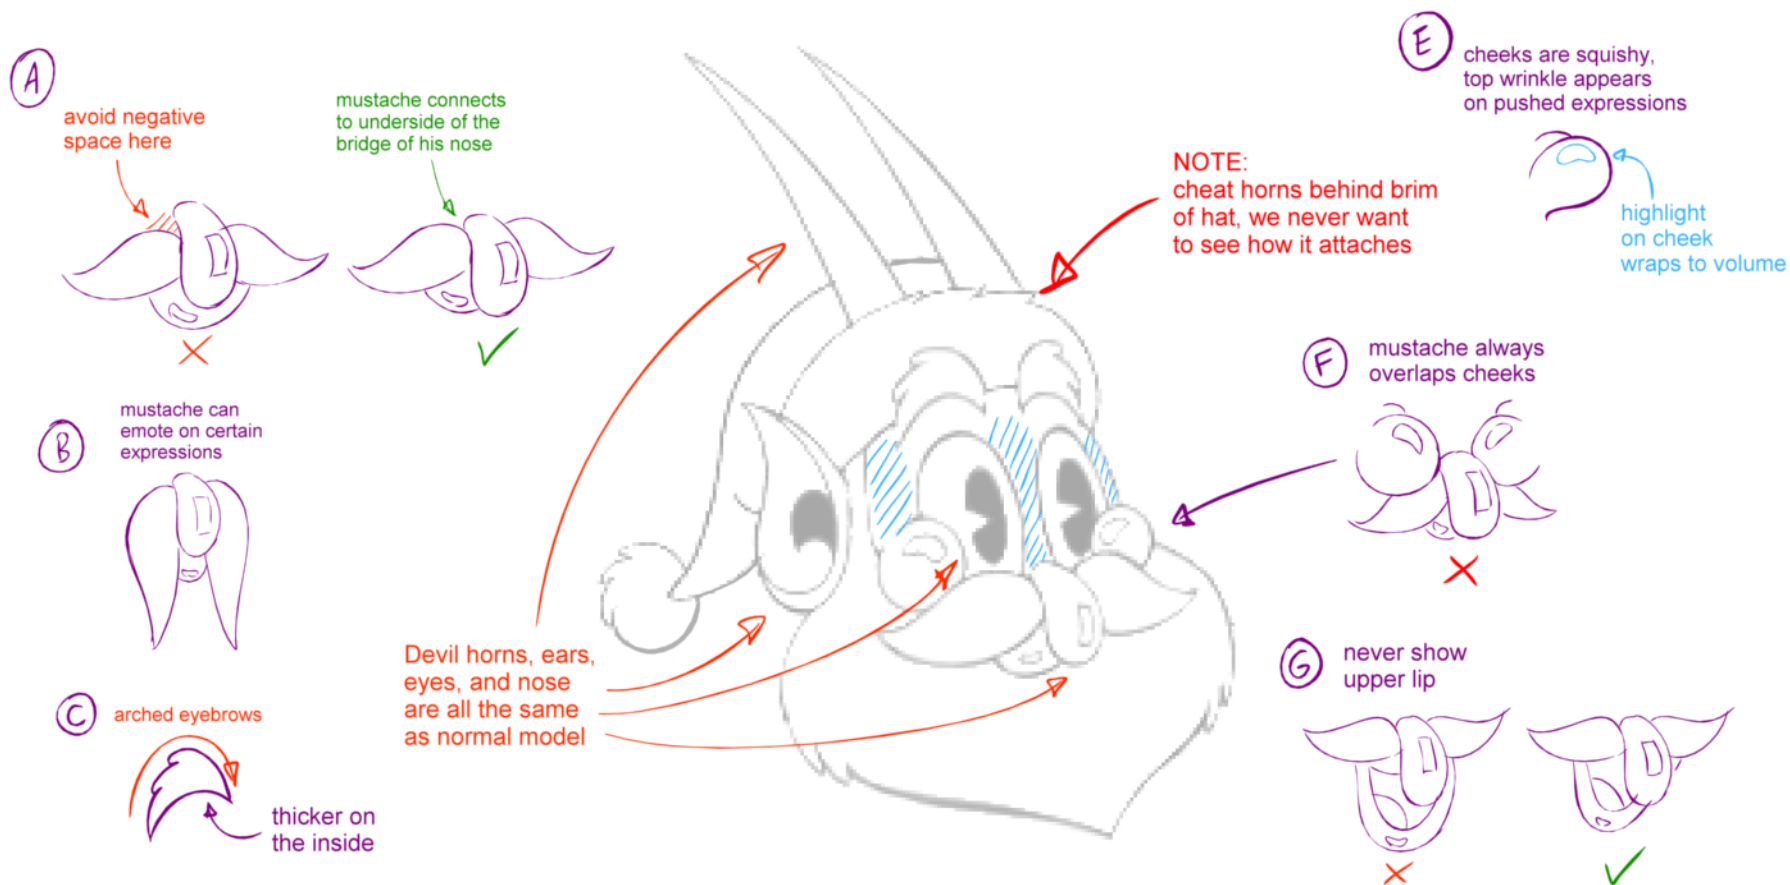 A
avoid negative
space here
mustache connects
to underside of the
bridge of his nose
B
mustache can
emote on certain
expressions
C
arched eyebrows
thicker on
the inside
Devil horns, ears,
eyes, and nose
are all the same
as normal model
NOTE:
cheat horns behind brim
of hat, we never want
to see how it attaches
E
cheeks are squishy,
top wrinkle appears
on pushed expressions
highlight
on cheek
wraps to volume
F
mustache always
overlaps cheeks
G
never show
upper lip